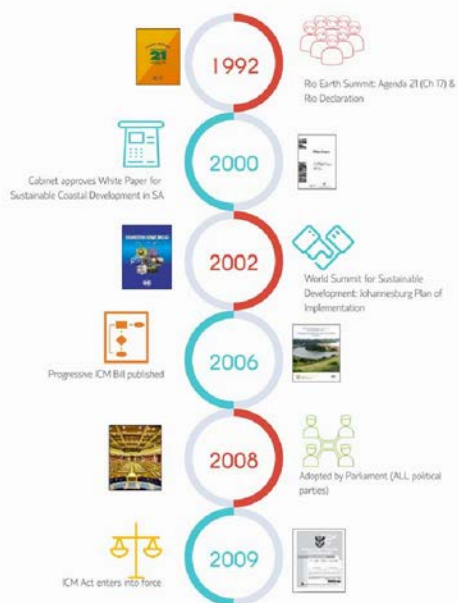 21
1992
Rio Earth Summit: Agenda 21 (Ch 17) &
Rio Declaration
2000
Cabinet approves White Paper for
Sustainable Coastal Development in SA
2002
World Summit for Sustainable
Development: Johannesburg Plan of
Implementation
2006
Progressive ICM Bill published
2008
Adopted by Parliament (ALL political
parties)
2009
ICM Act enters into force